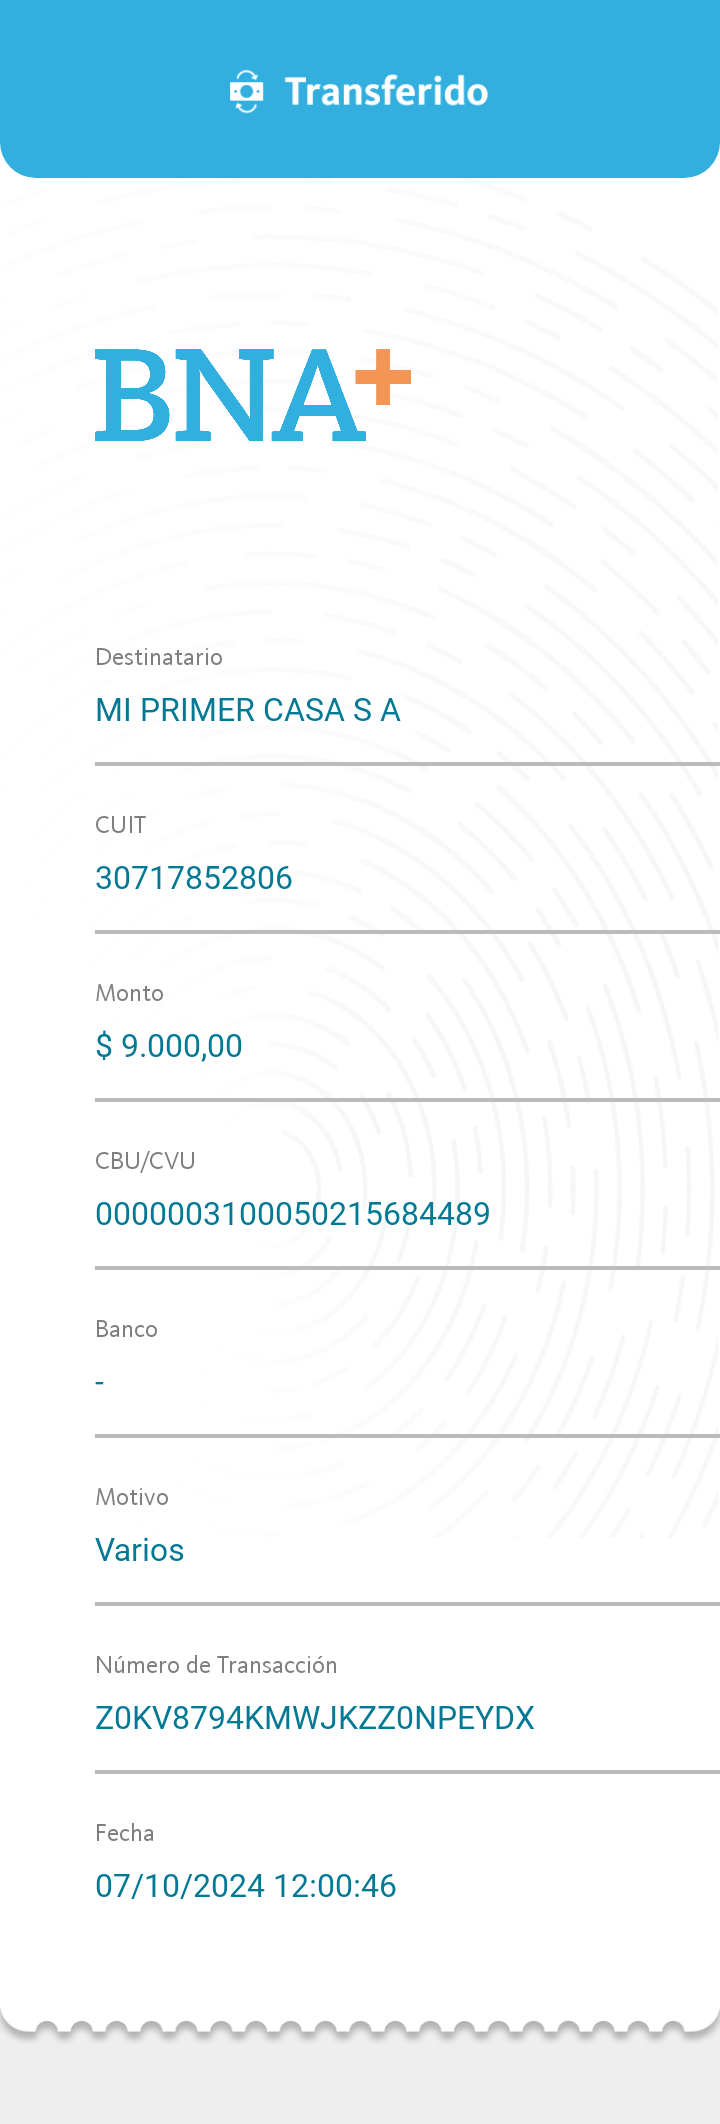 Transferido
BNA+
Destinatario
MI PRIMER CASA S A
CUIT
30717852806
Monto
$ 9.000,00
CBU/CVU
0000003100050215684489
Banco
-
Motivo
Varios
Número de Transacción
Z0KV8794KMWJKZZ0NPEYDX
Fecha
07/10/2024 12:00:46